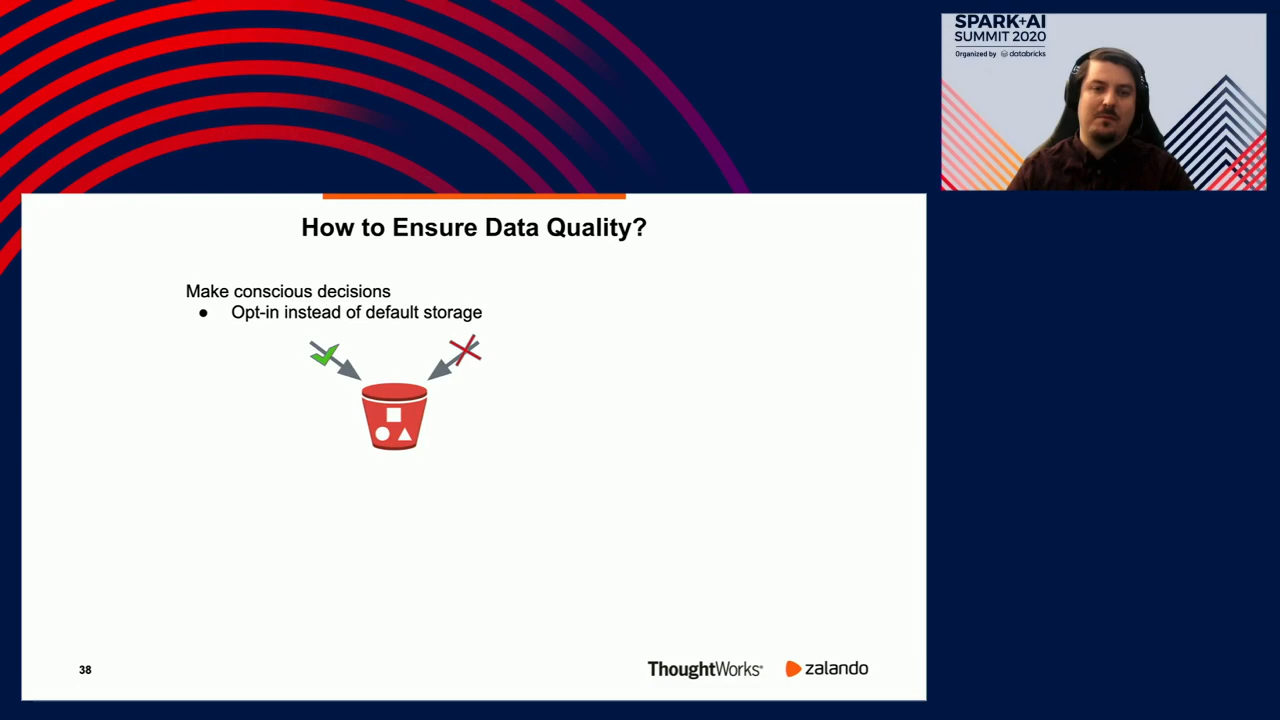 SPARK+AI
SUMMIT 2020
Organized by databricks
How to Ensure Data Quality?
Make conscious decisions
● Opt-in instead of default storage
38
ThoughtWorks®
zalando